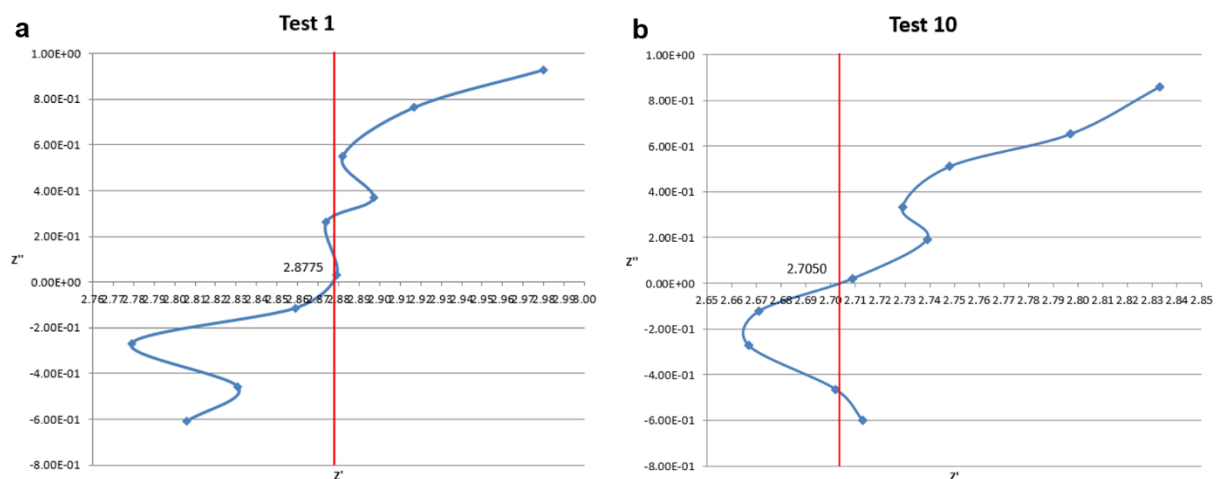 a
Test 1
1.00E+00
8.00E-01
6.00E-01
4.00E-01
2.00E-01
0.00E+00
-2.00E-01
-4.00E-01
-6.00E-01
-8.00E-01
z''
2.8775
2.76 2.77 2.78 2.79 2.80 2.81 2.82 2.83 2.84 2.85 2.86 2.87 2.88 2.89 2.90 2.91 2.92 2.93 2.94 2.95 2.96 2.97 2.98 2.99 3.00
z'
b
Test 10
1.00E+00
8.00E-01
6.00E-01
4.00E-01
2.00E-01
0.00E+00
-2.00E-01
-4.00E-01
-6.00E-01
-8.00E-01
z''
2.7050
2.65 2.66 2.67 2.68 2.69 2.70 2.71 2.72 2.73 2.74 2.75 2.76 2.77 2.78 2.79 2.80 2.81 2.82 2.83 2.84 2.85
z'